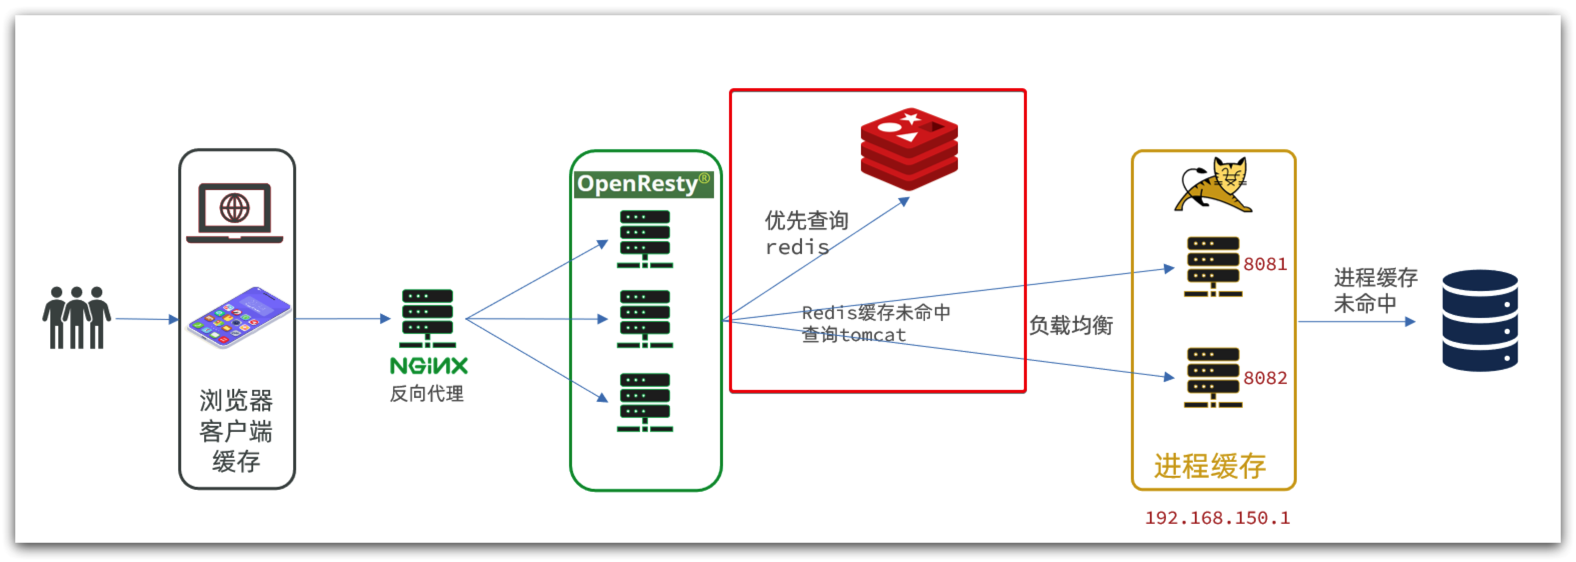 浏览器
客户端
缓存
NGINX
反向代理
OpenResty®
优先查询
redis
Redis缓存未命中
查询tomcat
负载均衡
8081
8082
进程缓存
192.168.150.1
进程缓存
未命中